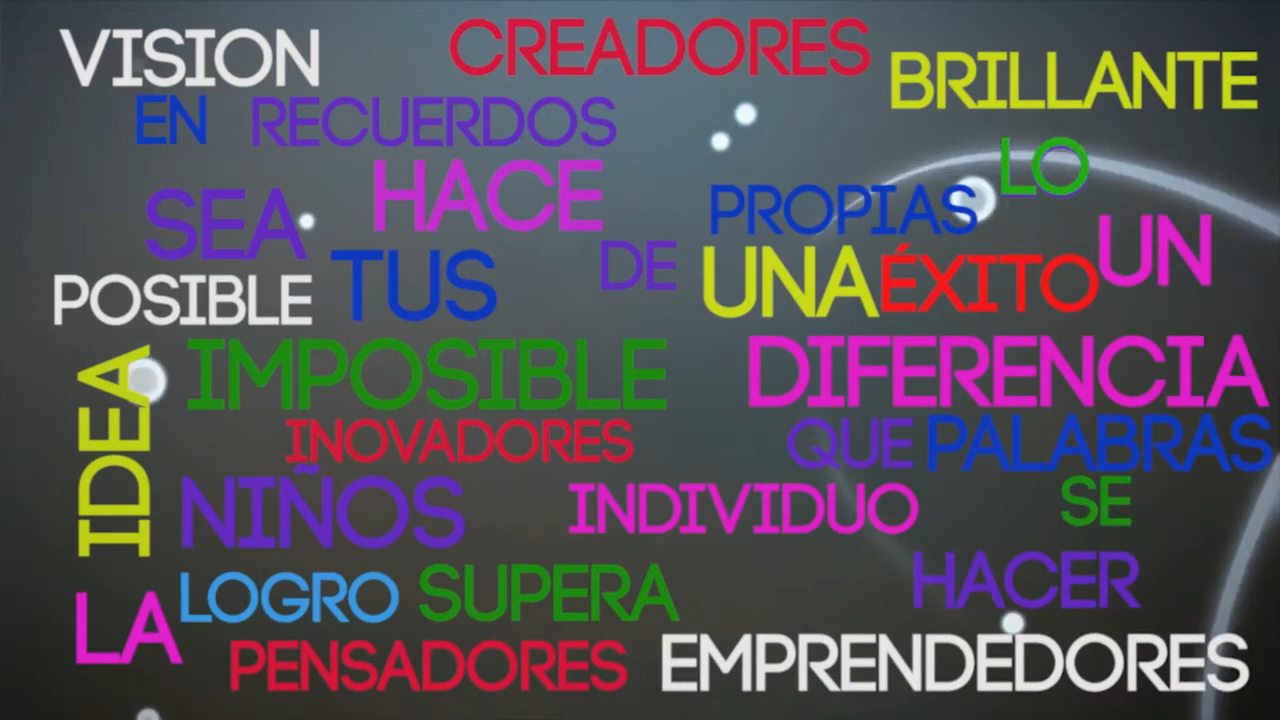 VISION CREADORES BRILLANTE
EN RECUERDOS LO
SEA HACE PROPIAS
POSIBLE TUS DE UNA ÉXITO UN
IDEA IMPOSIBLE DIFERENCIA
INOVADORES QUE PALABRAS
NIÑOS INDIVIDUO SE
LA LOGRO SUPERA HACER
PENSADORES EMPRENDEDORES